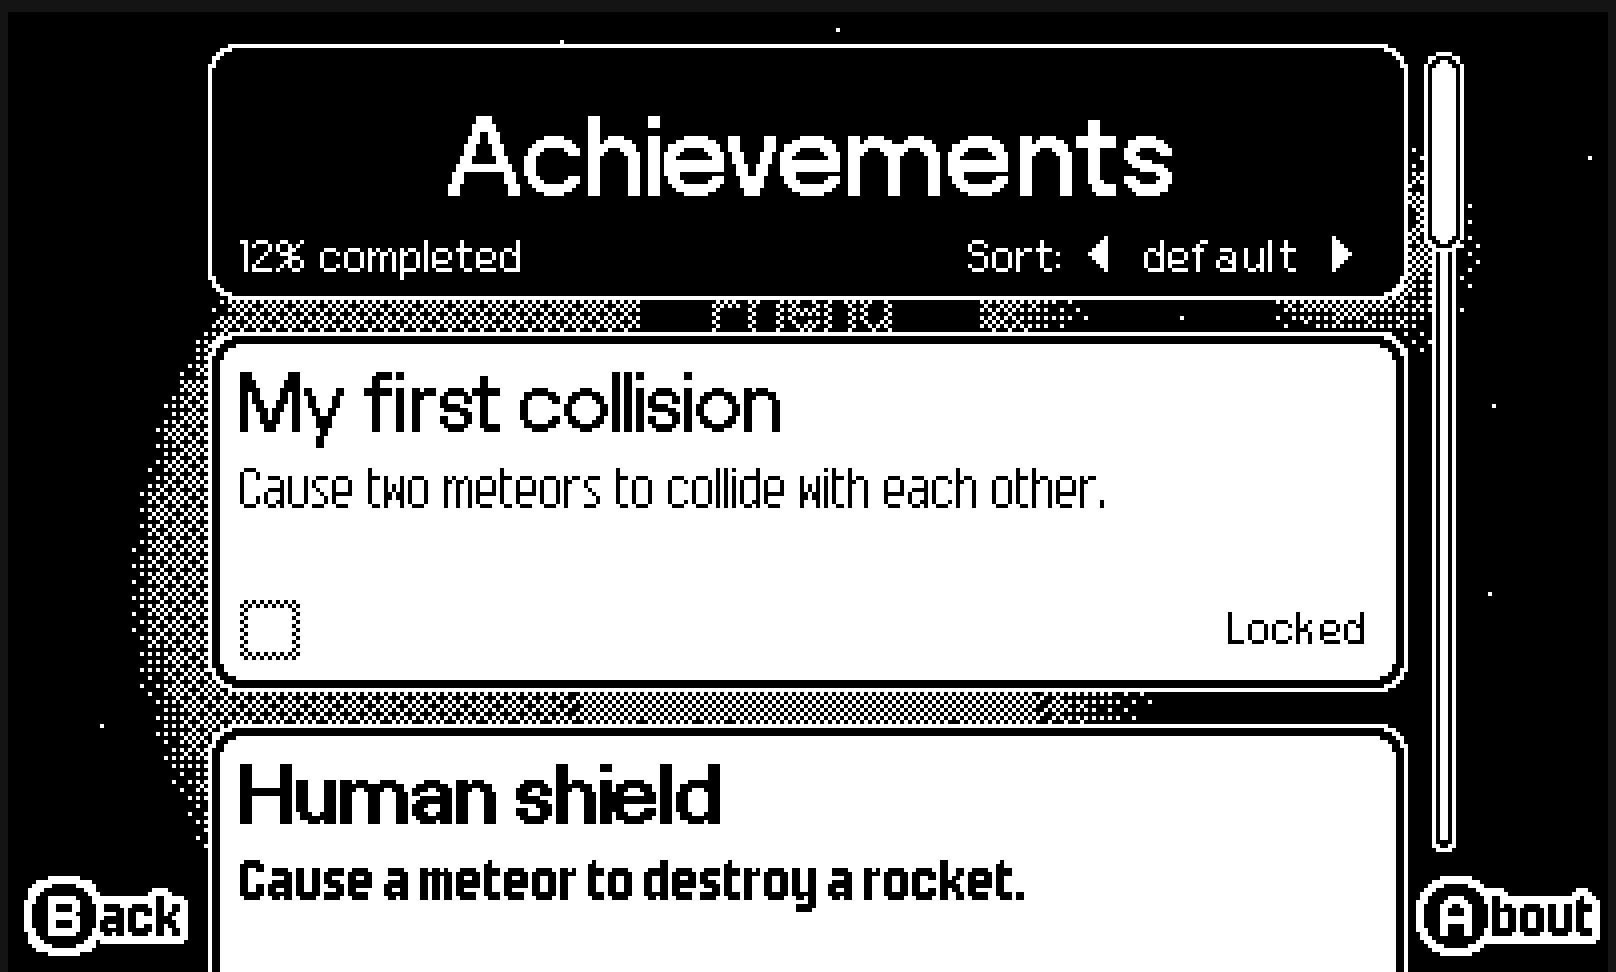 Achievements
12% completed
Sort: ◀ default ▶
My first collision
Cause two meteors to collide with each other.
Locked
Human shield
Cause a meteor to destroy a rocket.
Back
About